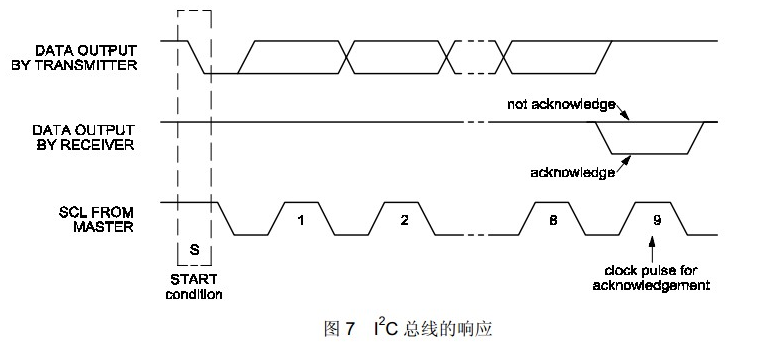 DATA OUTPUT
BY TRANSMITTER
not acknowledge
DATA OUTPUT
BY RECEIVER
acknowledge
SCL FROM
MASTER
1
2
8
9
S
START
condition
clock pulse for
acknowledgement
图 7 I²C 总线的响应